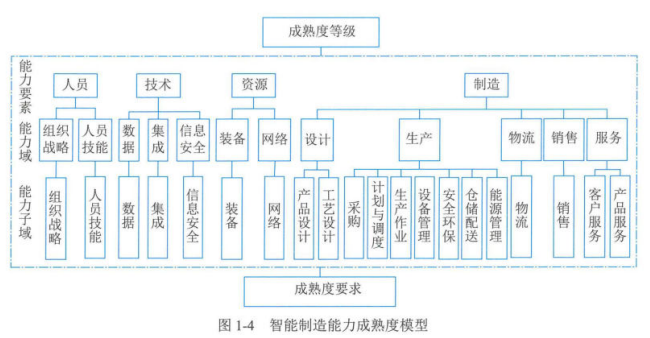 成熟度等级
能力要素
人员
技术
资源
制造
能力域
组织战略
人员技能
数据
集成
信息安全
装备
网络
设计
生产
物流
销售
服务
能力子域
组织战略
人员技能
数据
集成
信息安全
装备
网络
产品设计
工艺设计
采购
计划与调度
生产作业
设备管理
安全环保
仓储配送
能源管理
物流
销售
客户服务
产品服务
成熟度要求
图 1-4 智能制造能力成熟度模型